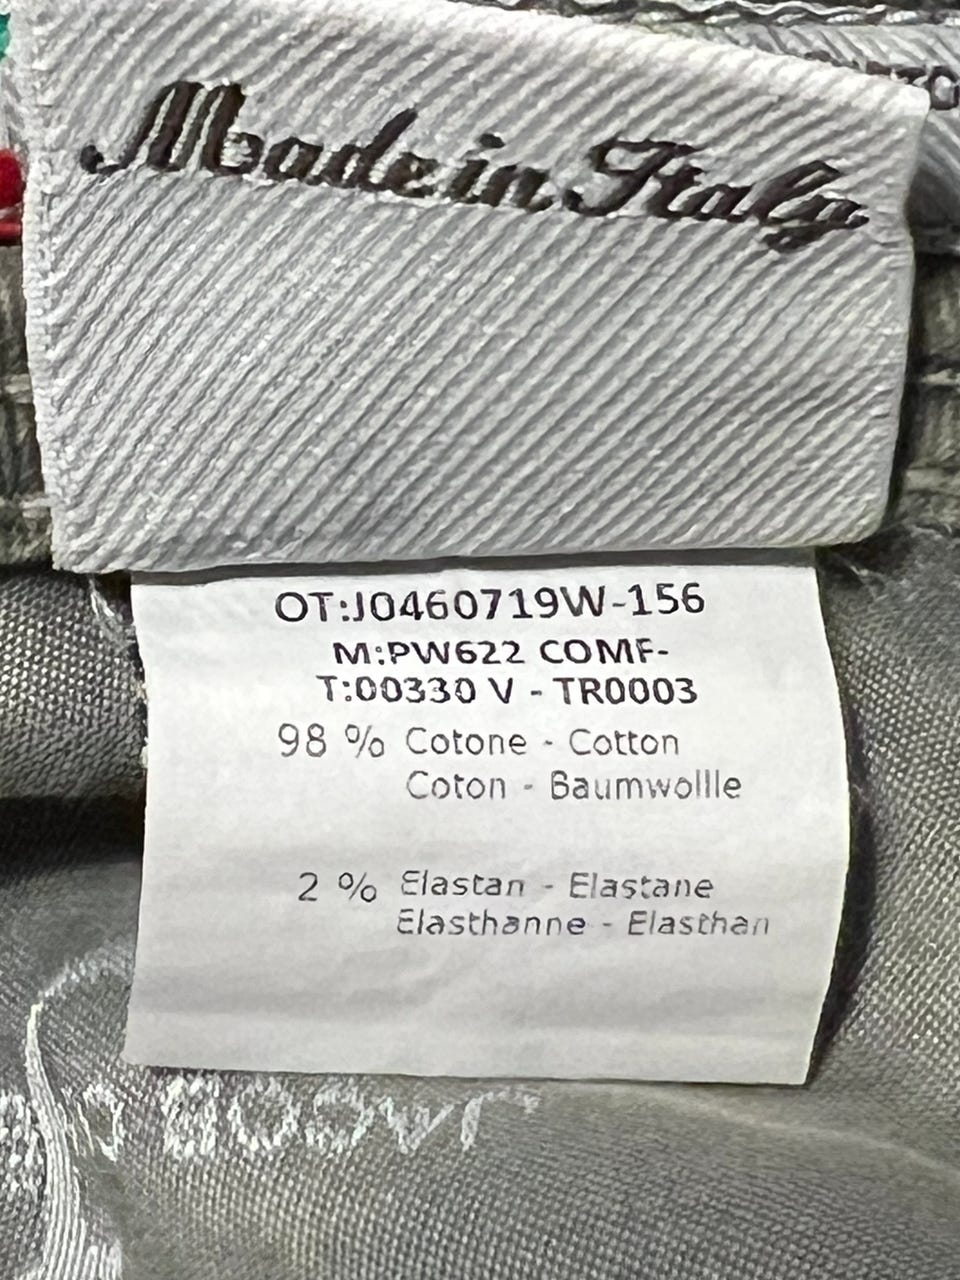 Made in Italy
OT:J0460719W-156
M:PW622 COMF-
T:00330 V - TR0003
98 % Cotone - Cotton
Coton - Baumwollle
2 % Elastan - Elastane
Elasthanne - Elasthan
JACOB